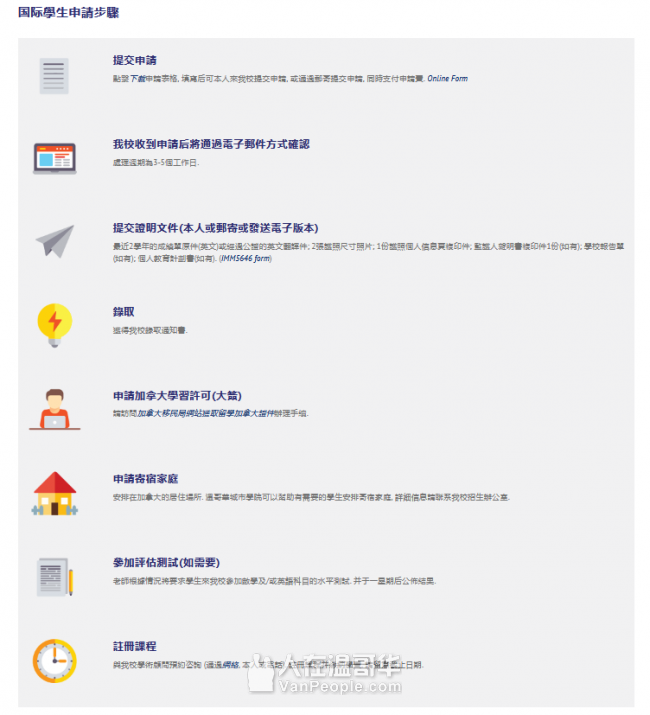 国际學生申請步驟
提交申請
點擊下載申請表格, 填寫后可本人來我校提交申請, 或通過郵寄提交申請, 同時支付申請費. Online Form
我校收到申請后將通過電子郵件方式確認
處理週期為3-5個工作日.
提交證明文件(本人或郵寄或發送電子版本)
最近2學年的成績單原件(英文)或經過公證的英文翻譯件; 2張護照尺寸照片; 1份護照個人信息頁複印件; 監護人證明書複印件1份(如有); 學校報告單
(如有); 個人教育計劃書(如有). (IMM5646 form)
錄取
獲得我校錄取通知書.
申請加拿大學習許可(大簽)
請訪問加拿大移民局網站獲取留學加拿大證件辦理手續.
申請寄宿家庭
安排在加拿大的居住場所. 溫哥華城市學院可以幫助有需要的學生安排寄宿家庭, 詳細信息請聯系我校招生辦公室.
參加評估測試(如需要)
老師根據情況將要求學生來我校參加數學及/或英語科目的水平測試. 并于一星期后公佈結果.
註冊課程
與我校學術顧問預約咨詢 (通過網絡, 本人
上日期.
人在温哥华
VanPeople.com